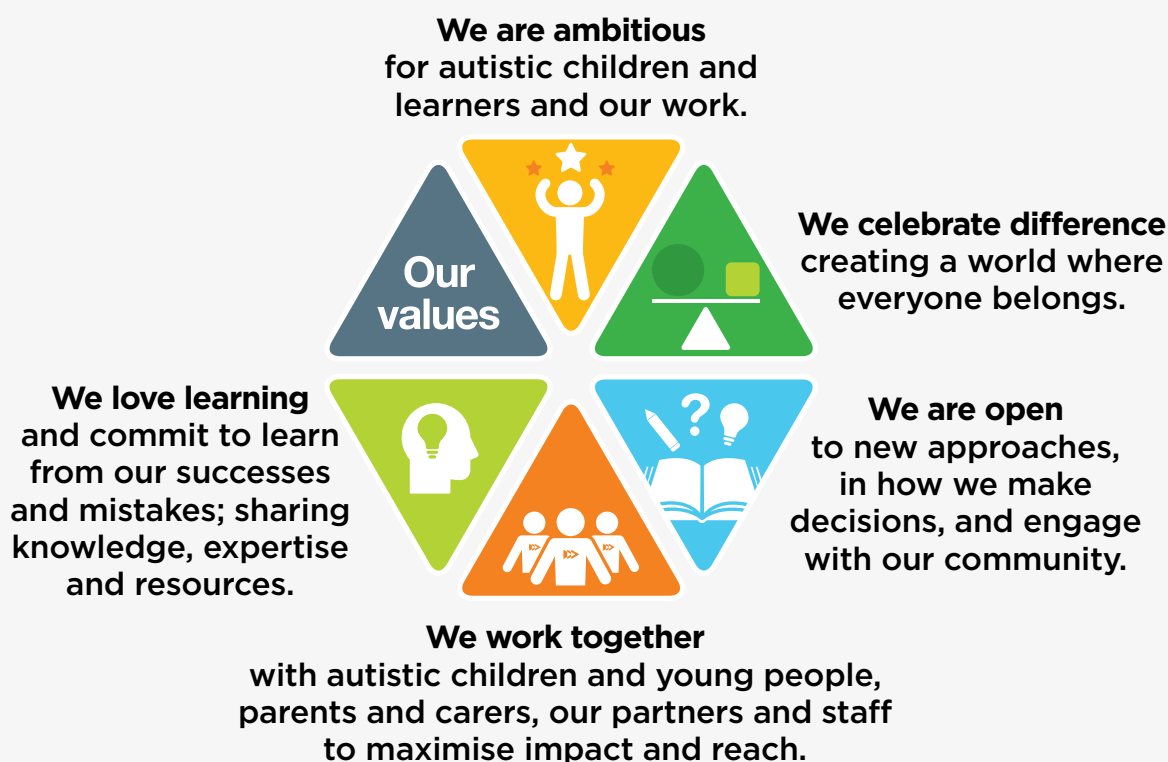 We are ambitious
for autistic children and
learners and our work.
Our
values
We celebrate difference
creating a world where
everyone belongs.
We are open
to new approaches,
in how we make
decisions, and engage
with our community.
We work together
with autistic children and young people,
parents and carers, our partners and staff
to maximise impact and reach.
We love learning
and commit to learn
from our successes
and mistakes; sharing
knowledge, expertise
and resources.
?